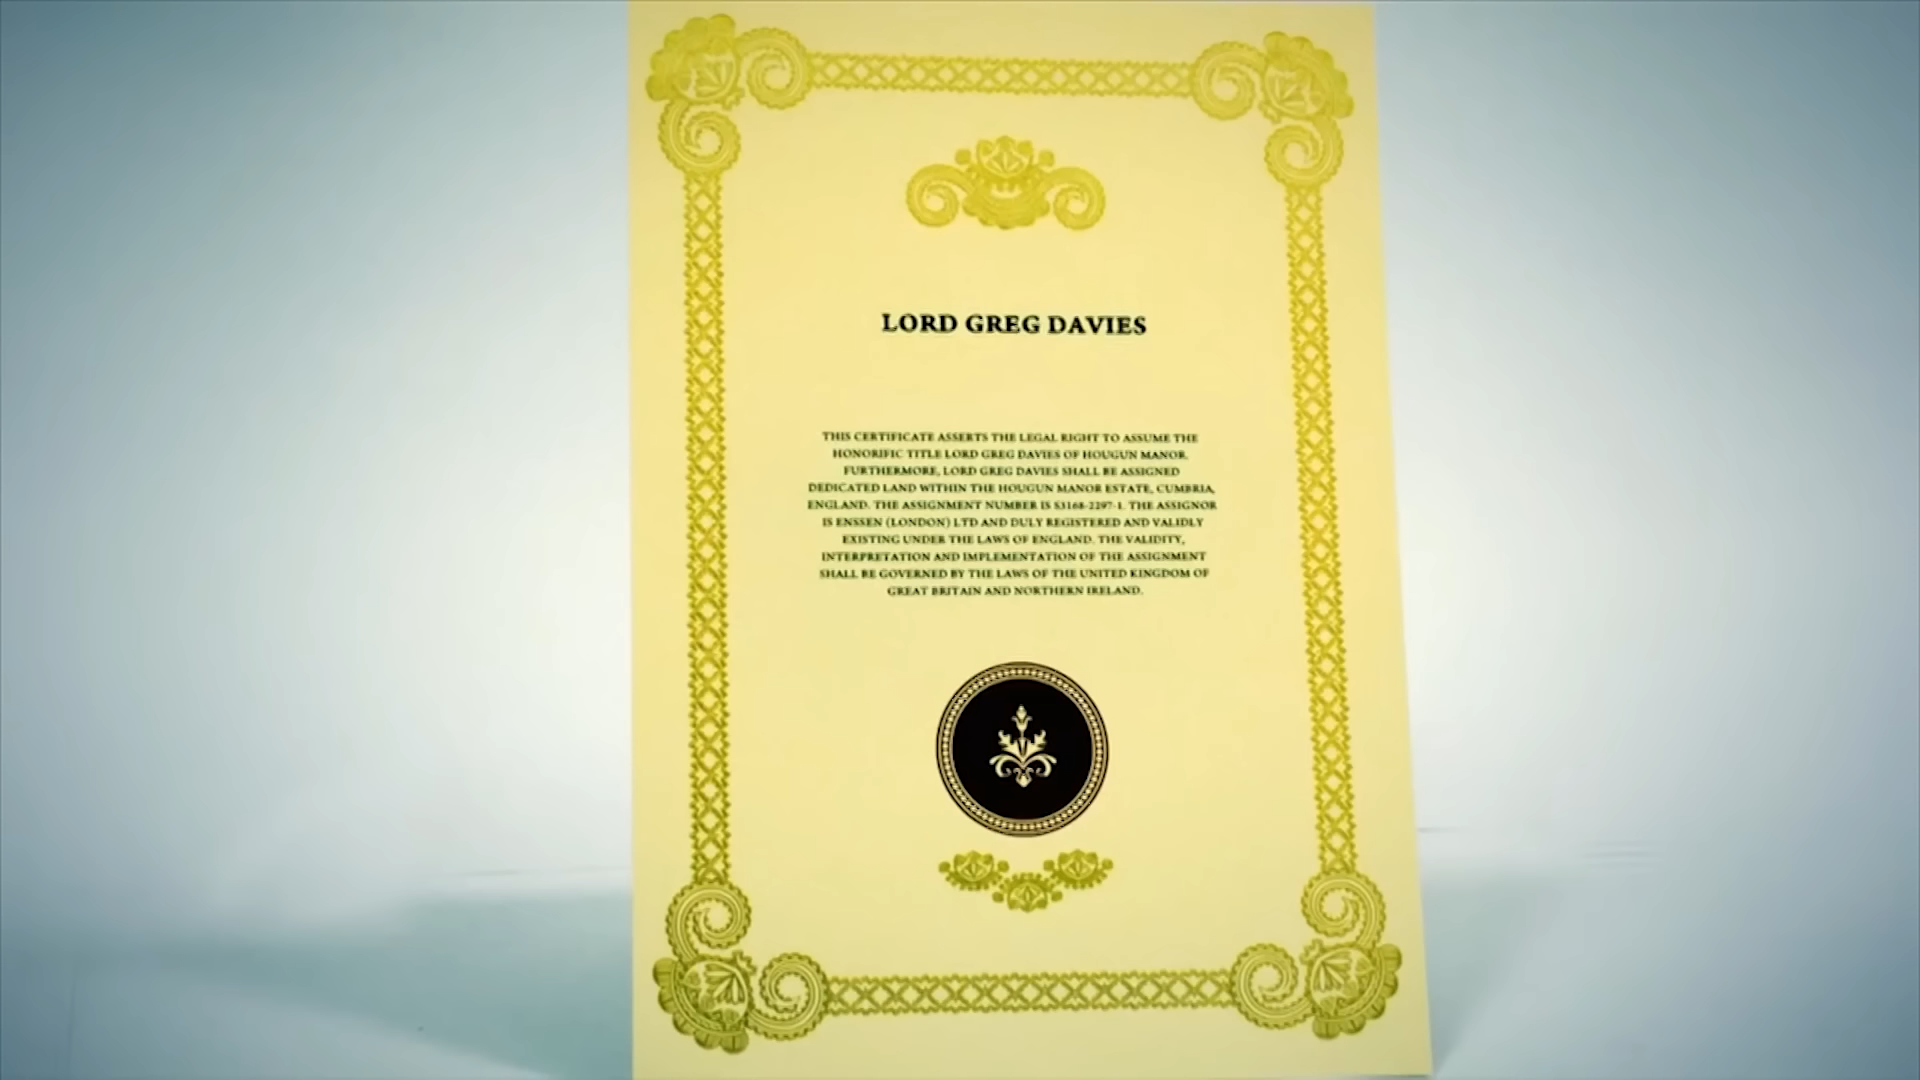 LORD GREG DAVIES
THIS CERTIFICATE ASSERTS THE LEGAL RIGHT TO ASSUME THE
HONORIFIC TITLE LORD GREG DAVIES OF HOUGUN MANOR.
FURTHERMORE, LORD GREG DAVIES SHALL BE ASSIGNED
DEDICATED LAND WITHIN THE HOUGUN MANOR ESTATE, CUMBRIA,
ENGLAND. THE ASSIGNMENT NUMBER IS S3168-2297-1. THE ASSIGNOR
IS ENSSEN (LONDON) LTD AND DULY REGISTERED AND VALIDLY
EXISTING UNDER THE LAWS OF ENGLAND. THE VALIDITY,
INTERPRETATION AND IMPLEMENTATION OF THE ASSIGNMENT
SHALL BE GOVERNED BY THE LAWS OF THE UNITED KINGDOM OF
GREAT BRITAIN AND NORTHERN IRELAND.